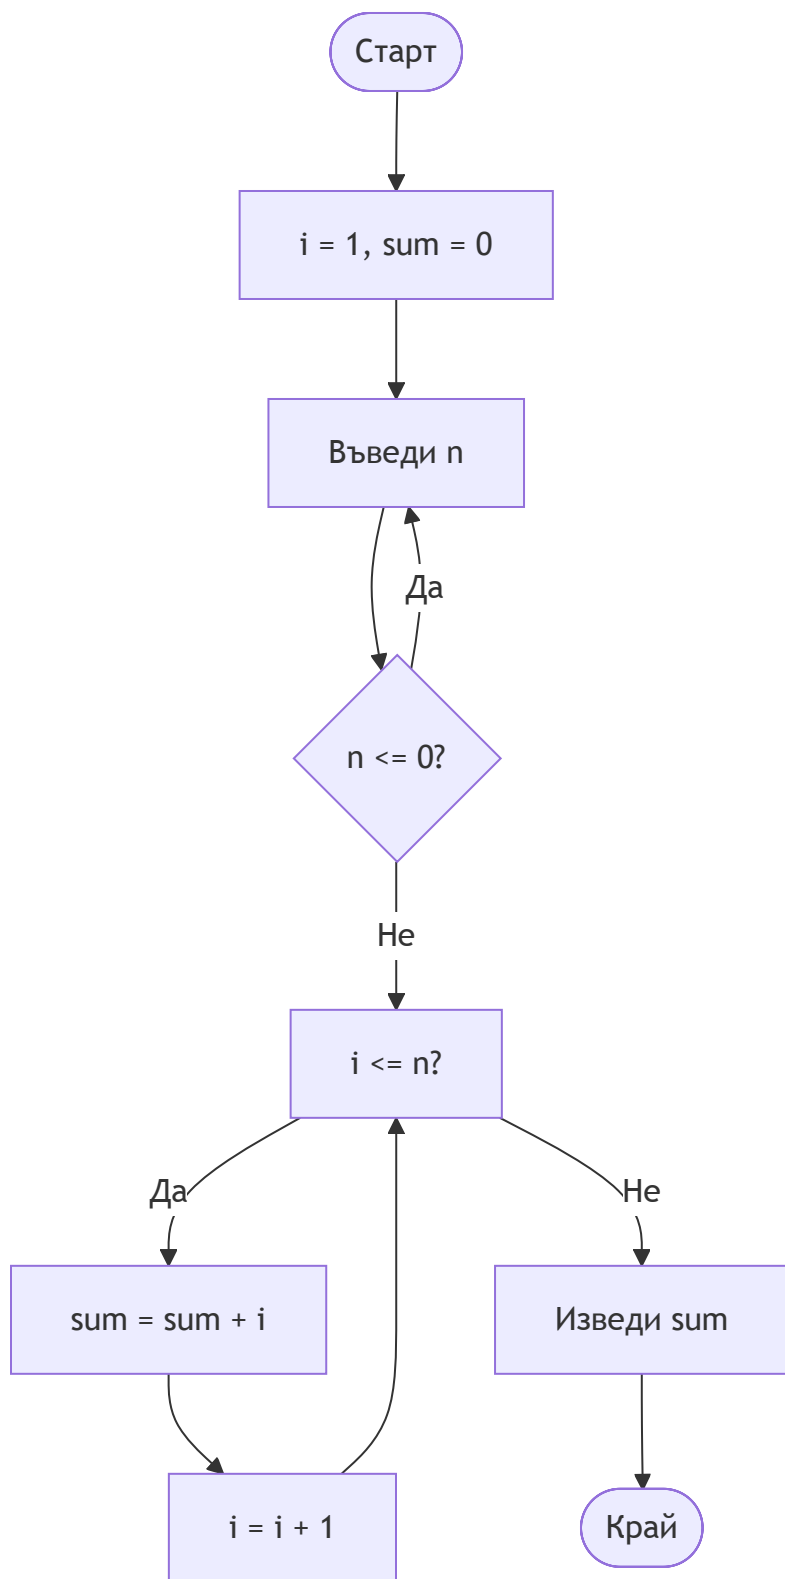 Старт
i = 1, sum = 0
Въведи n
Да
n <= 0?
Не
i <= n?
Да
Не
sum = sum + i
Изведи sum
i = i + 1
Край